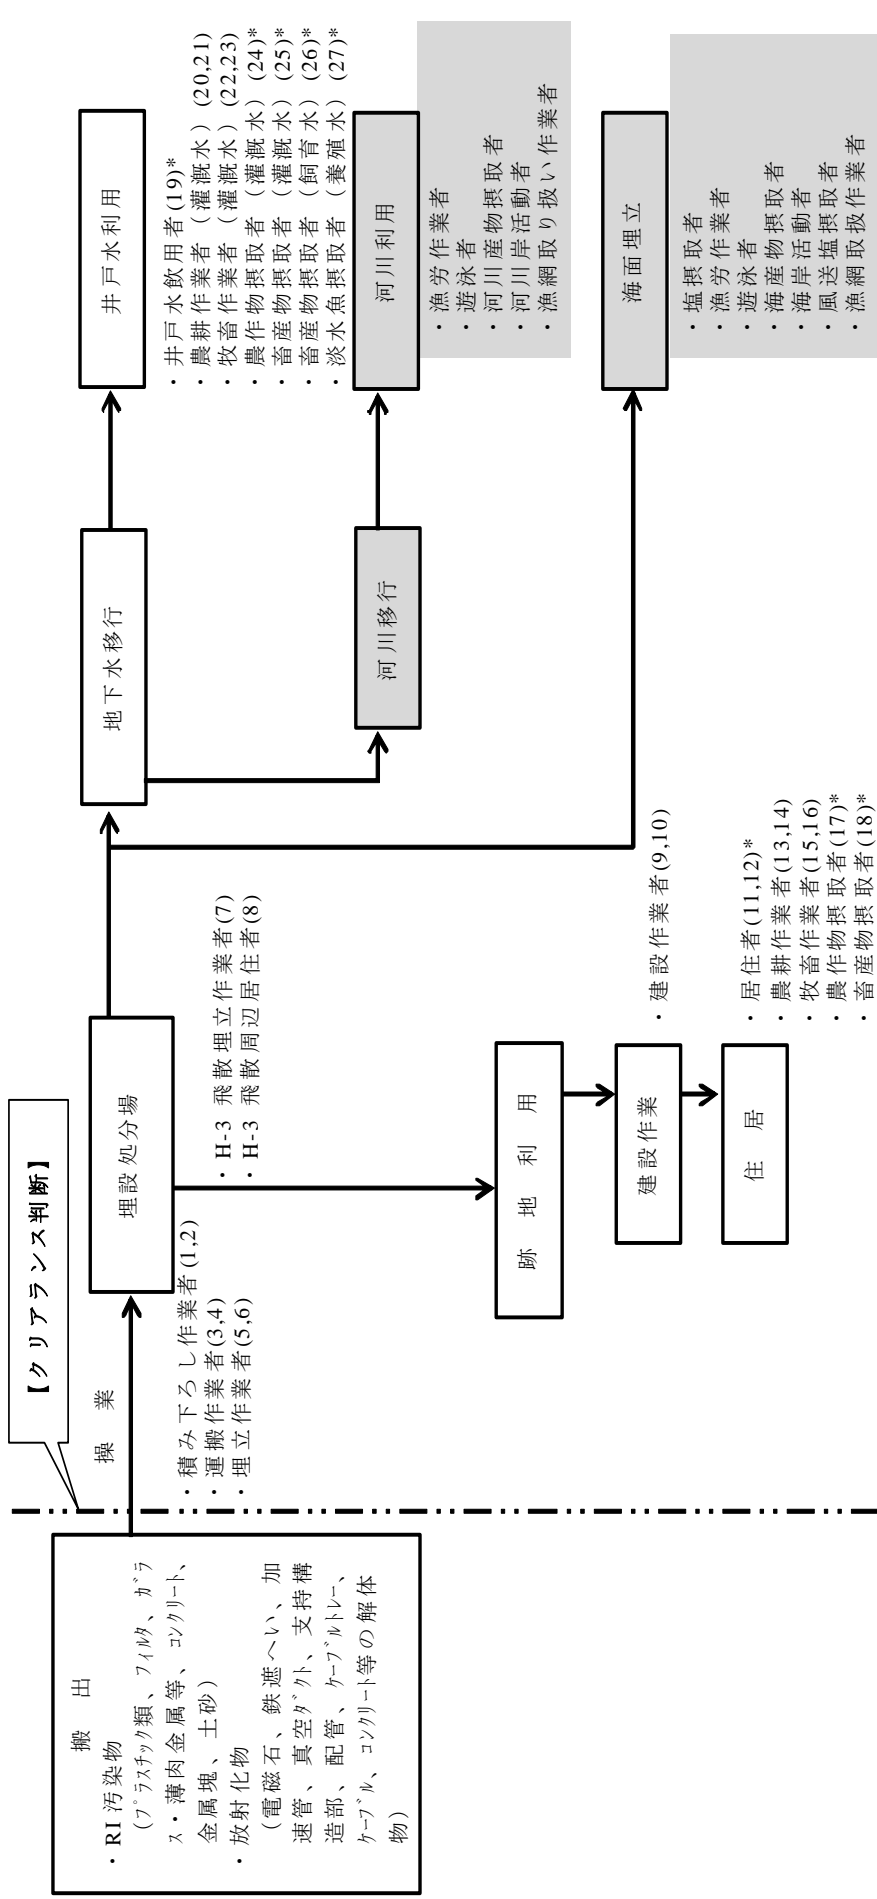 【クリアランス判断】
搬　出
・RI 汚染物
(ﾌﾟﾗｽﾁｯｸ類、ﾌｨﾙﾀ、ｶﾞﾗ
ｽ・薄肉金属等、ｺﾝｸﾘｰﾄ、
金属塊、土砂)
・放射化物
(電磁石、鉄遮へい、加
速管、真空ﾀﾞｸﾄ、支持構
造部、配管、ｹｰﾌﾞﾙﾄﾚｰ、
ｹｰﾌﾞﾙ、ｺﾝｸﾘｰﾄ等の解体
物)
操　業
・積み下ろし作業者(1,2)
・運搬作業者(3,4)
・埋立作業者(5,6)
埋設処分場
・H-3 飛散埋立作業者(7)
・H-3 飛散周辺居住者(8)
跡　地　利　用
建設作業
・建設作業者(9,10)
住　居
・居住者(11,12)*
・農耕作業者(13,14)
・牧畜作業者(15,16)
・農作物摂取者(17)*
・畜産物摂取者(18)*
地下水移行
井戸水利用
・井戸水飲用者(19)*
・農耕作業者（灌漑水）(20,21)
・牧畜作業者（灌漑水）(22,23)
・農作物摂取者（灌漑水）(24)*
・畜産物摂取者（灌漑水）(25)*
・畜産物摂取者（飼育水）(26)*
・淡水魚摂取者（養殖水）(27)*
河川移行
河川利用
・漁労作業者
・遊泳者
・河川産物摂取者
・河川岸活動者
・漁網取り扱い作業者
海面埋立
・塩摂取者
・漁労作業者
・遊泳者
・海産物摂取者
・海岸活動者
・風送塩摂取者
・漁網取扱作業者